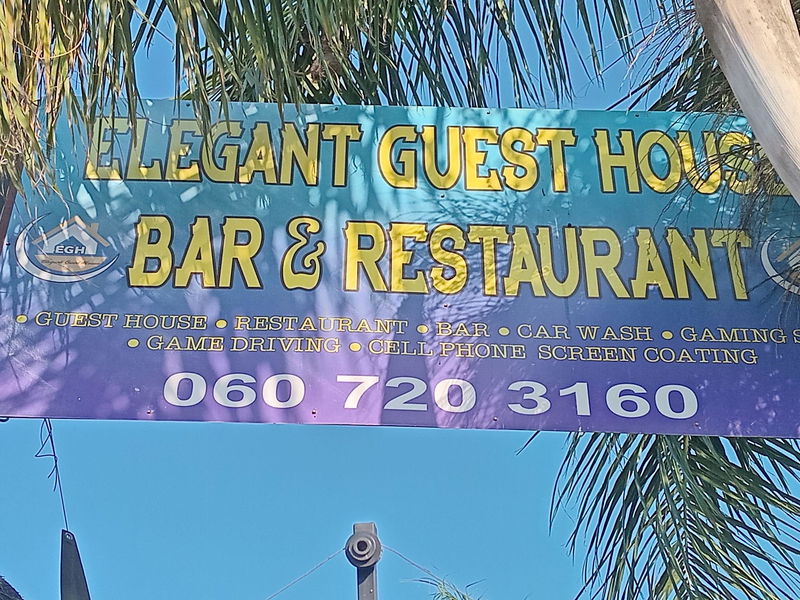 ELEGANT GUEST HOUSE
BAR & RESTAURANT
EGH
• GUEST HOUSE • RESTAURANT • BAR • CAR WASH • GAMING S
• GAME DRIVING • CELL PHONE SCREEN COATING
060 720 3160